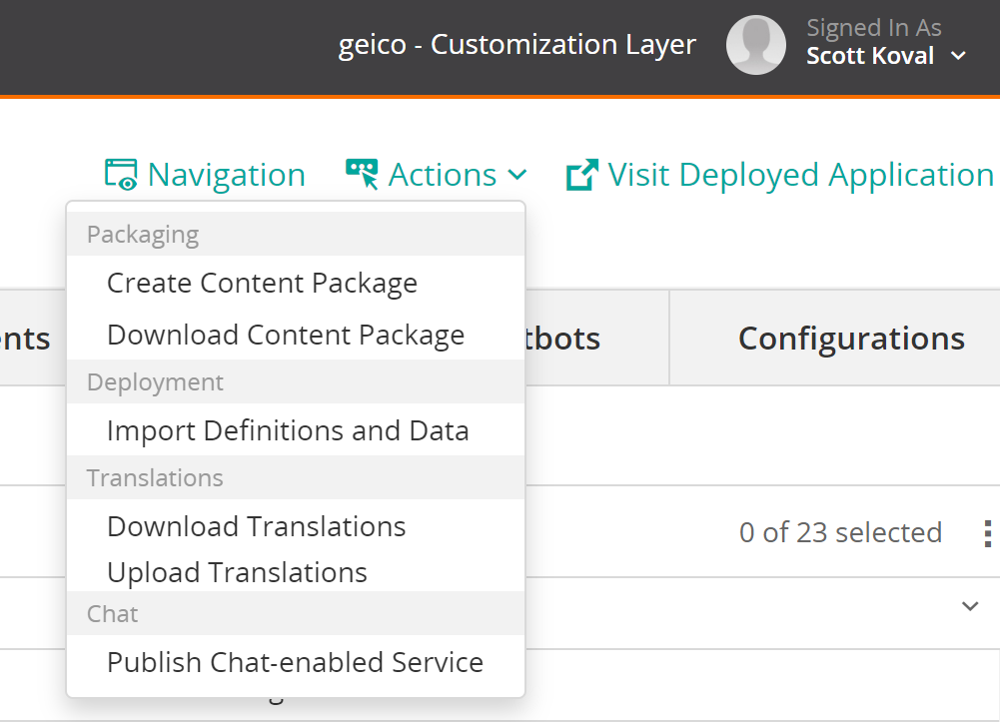 geico - Customization Layer
Signed In As
Scott Koval
Navigation
Actions
Visit Deployed Application
Packaging
Create Content Package
Download Content Package
nts
tbots
Configurations
Deployment
Import Definitions and Data
Translations
Download Translations
0 of 23 selected
Upload Translations
Chat
Publish Chat-enabled Service